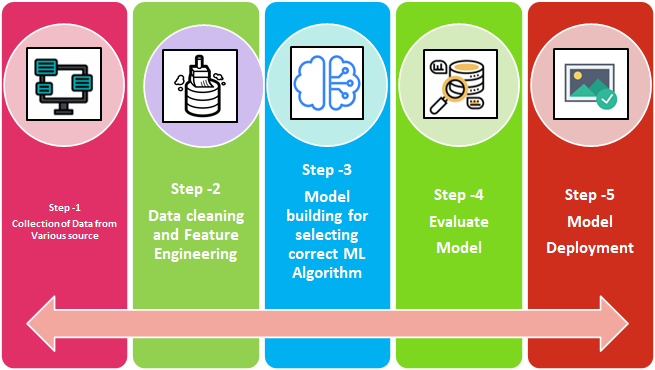 Step -1
Collection of Data from
Various source
Step -2
Data cleaning
and Feature
Engineering
Step -3
Model
building for
selecting
correct ML
Algorithm
Step -4
Evaluate
Model
Step -5
Model
Deployment